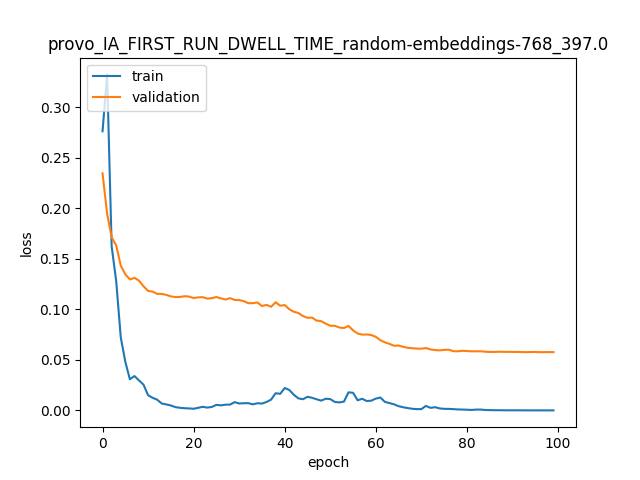 provo_IA_FIRST_RUN_DWELL_TIME_random-embeddings-768_397.0
train
validation
loss
0.30
0.25
0.20
0.15
0.10
0.05
0.00
0
20
40
60
80
100
epoch